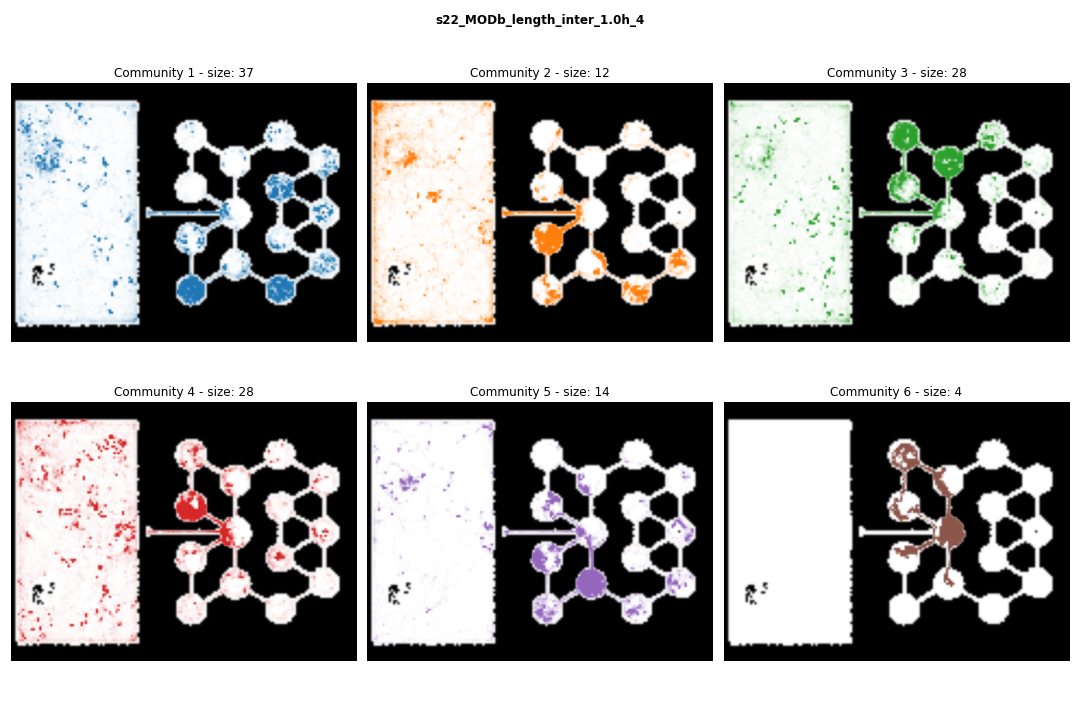 s22_MODb_length_inter_1.0h_4
Community 1 - size: 37
Community 2 - size: 12
Community 3 - size: 28
Community 4 - size: 28
Community 5 - size: 14
Community 6 - size: 4